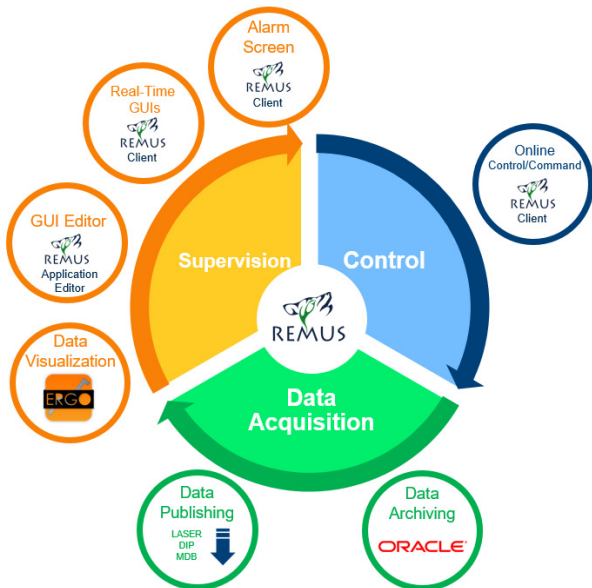 Alarm
Screen
REMUS
Client
Real-Time
GUIs
REMUS
Client
Online
Control/Command
REMUS
Client
GUI Editor
REMUS
Application
Editor
Supervision
Control
REMUS
Data
Visualization
ERGO
Data
Acquisition
Data
Publishing
LASER
DIP
MDB
Data
Archiving
ORACLE®